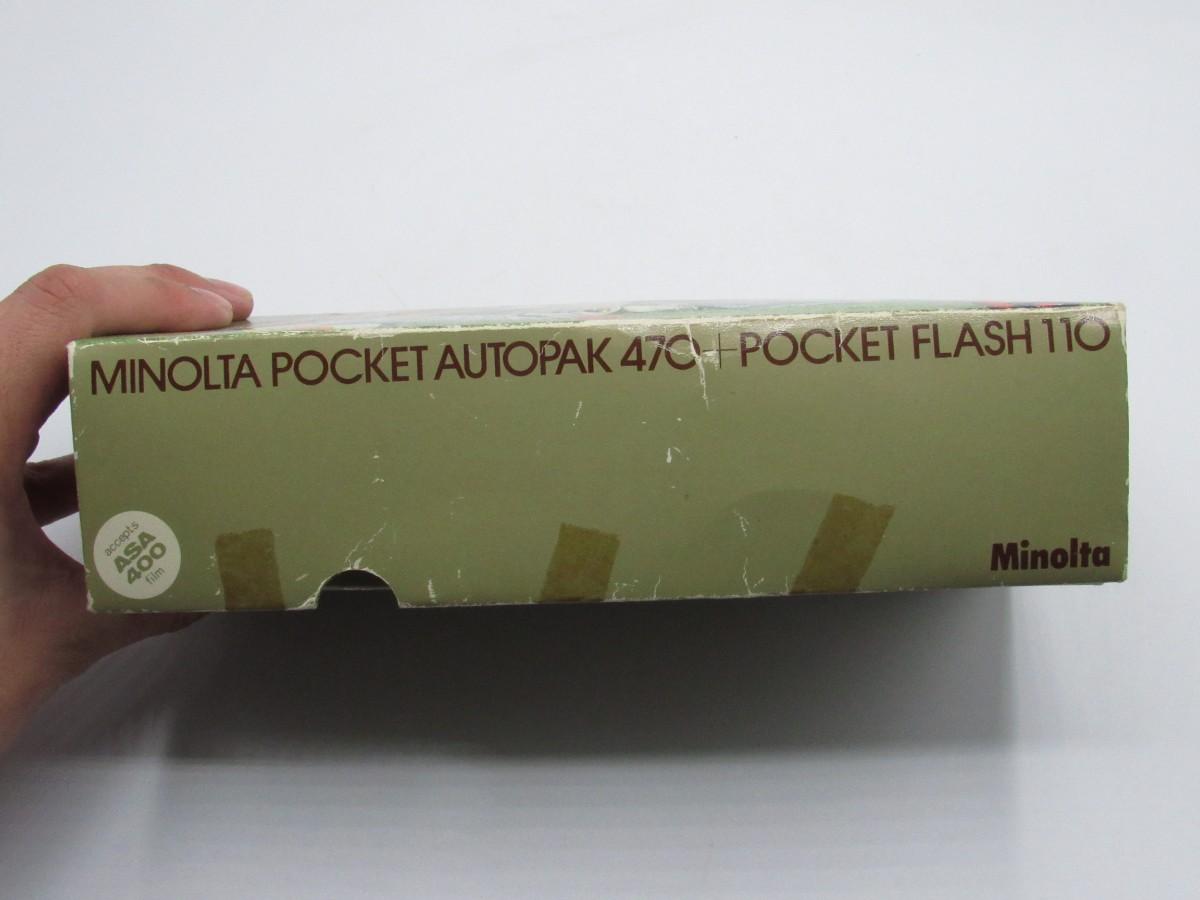 MINOLTA POCKET AUTOPAK 470 + POCKET FLASH 110
accepts
ASA
400
film
Minolta